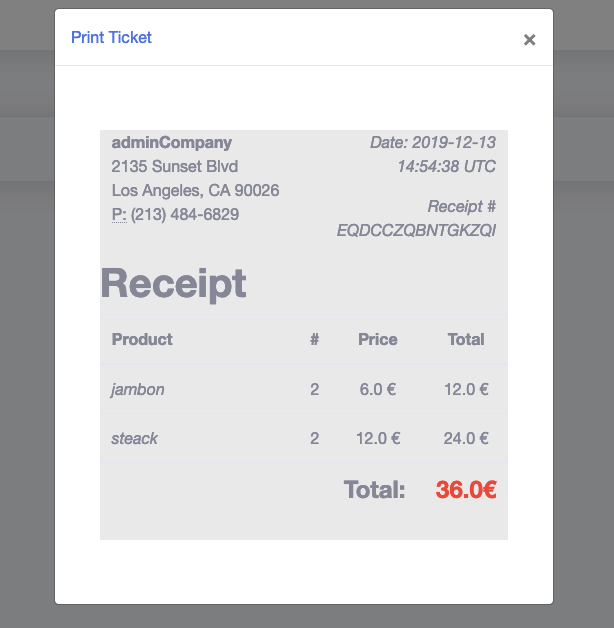 Print Ticket
×
adminCompany
2135 Sunset Blvd
Los Angeles, CA 90026
P: (213) 484-6829
Date: 2019-12-13
14:54:38 UTC
Receipt #
EQDCCZQBNTGKZQI
Receipt
Product # Price Total
jambon 2 6.0 € 12.0 €
steack 2 12.0 € 24.0 €
Total: 36.0€